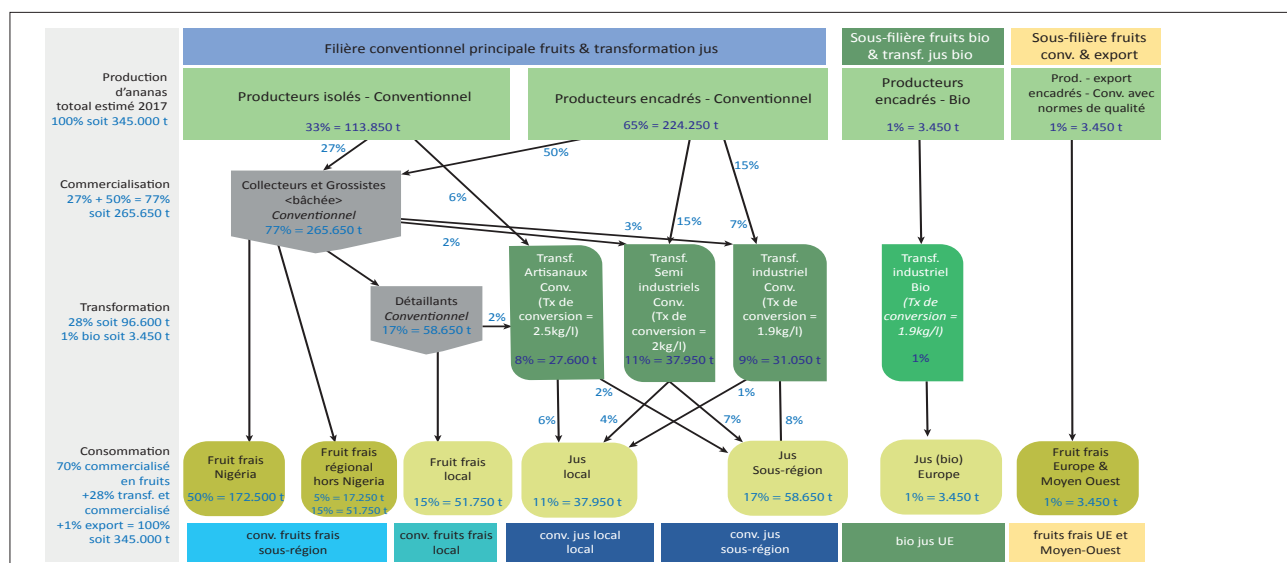 Filière conventionnel principale fruits & transformation jus
Sous-filière fruits bio
& transf. jus bio
Sous-filière fruits
conv. & export
Production
d'ananas
totoal estimé 2017
100% soit 345.000 t
Producteurs isolés - Conventionnel
33% = 113.850 t
Producteurs encadrés - Conventionnel
65% = 224.250 t
Producteurs
encadrés - Bio
1% = 3.450 t
Prod. - export
encadrés - Conv. avec
normes de qualité
1% = 3.450 t
27%
50%
15%
Commercialisation
27% + 50% = 77%
soit 265.650 t
Collecteurs et Grossistes
<bâchée>
Conventionnel
77% = 265.650 t
6%
3%
15%
7%
2%
Transformation
28% soit 96.600 t
1% bio soit 3.450 t
Détaillants
Conventionnel
17% = 58.650 t
2%
Transf.
Artisanaux
Conv.
(Tx de
conversion =
2.5kg/l)
8% = 27.600 t
Transf.
Semi
industriels
Conv.
(Tx de
conversion =
2kg/l)
11% = 37.950 t
Transf.
industriel
Conv.
(Tx de
conversion =
1.9kg/l)
9% = 31.050 t
Transf.
industriel
Bio
(Tx de
conversion =
1.9kg/l)
1%
2%
1%
6%
4%
7%
8%
Consommation
70% commercialisé
en fruits
+28% transf. et
commercialisé
+1% export = 100%
soit 345.000 t
Fruit frais
Nigéria
50% = 172.500 t
Fruit frais
régional
hors Nigeria
5% = 17.250 t
15% = 51.750 t
Fruit frais
local
15% = 51.750 t
Jus
local
11% = 37.950 t
Jus
Sous-région
17% = 58.650 t
Jus (bio)
Europe
1% = 3.450 t
Fruit frais
Europe &
Moyen Ouest
1% = 3.450 t
conv. fruits frais
sous-région
conv. fruits frais
local
conv. jus local
local
conv. jus
sous-région
bio jus UE
fruits frais UE et
Moyen-Ouest